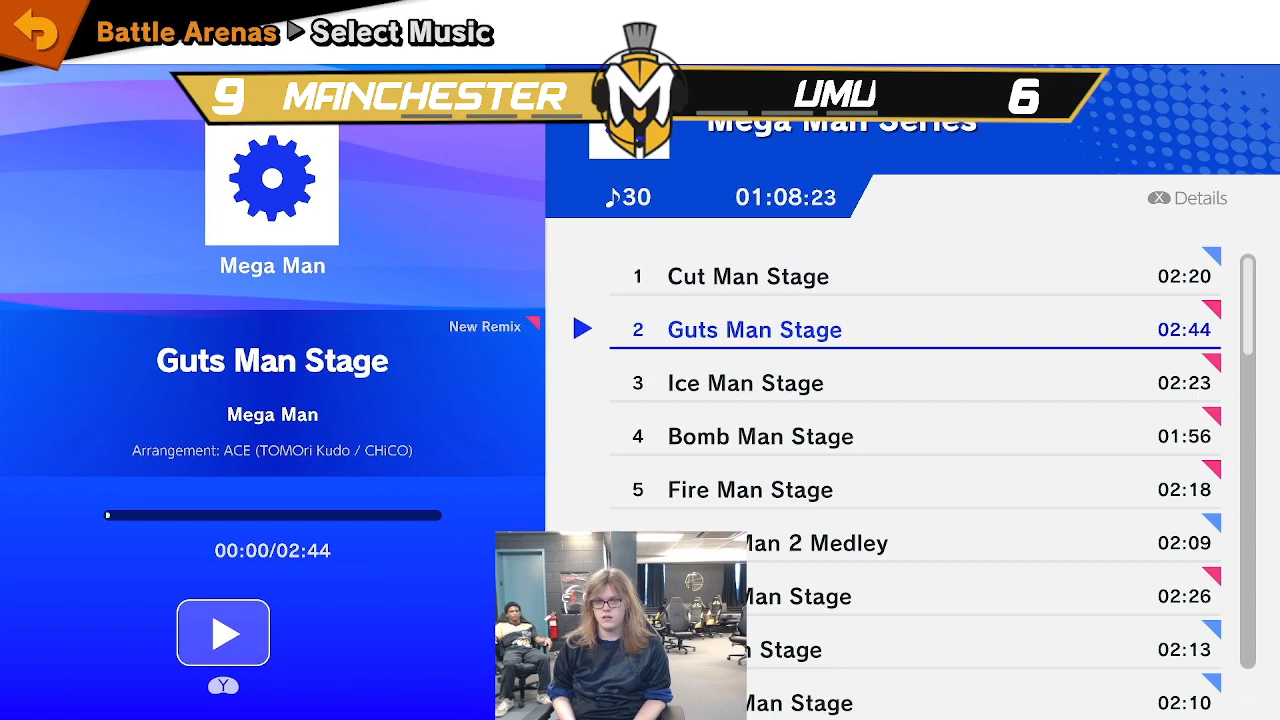 Battle Arenas ▶ Select Music
9 MANCHESTER UMU 6
Mega Man Series
♪30 01:08:23
X Details
Mega Man
New Remix
Guts Man Stage
Mega Man
Arrangement: ACE (TOMOri Kudo / CHiCO)
00:00/02:44
Y
1 Cut Man Stage 02:20
2 Guts Man Stage 02:44
3 Ice Man Stage 02:23
4 Bomb Man Stage 01:56
5 Fire Man Stage 02:18
Man 2 Medley 02:09
Man Stage 02:26
Stage 02:13
Man Stage 02:10